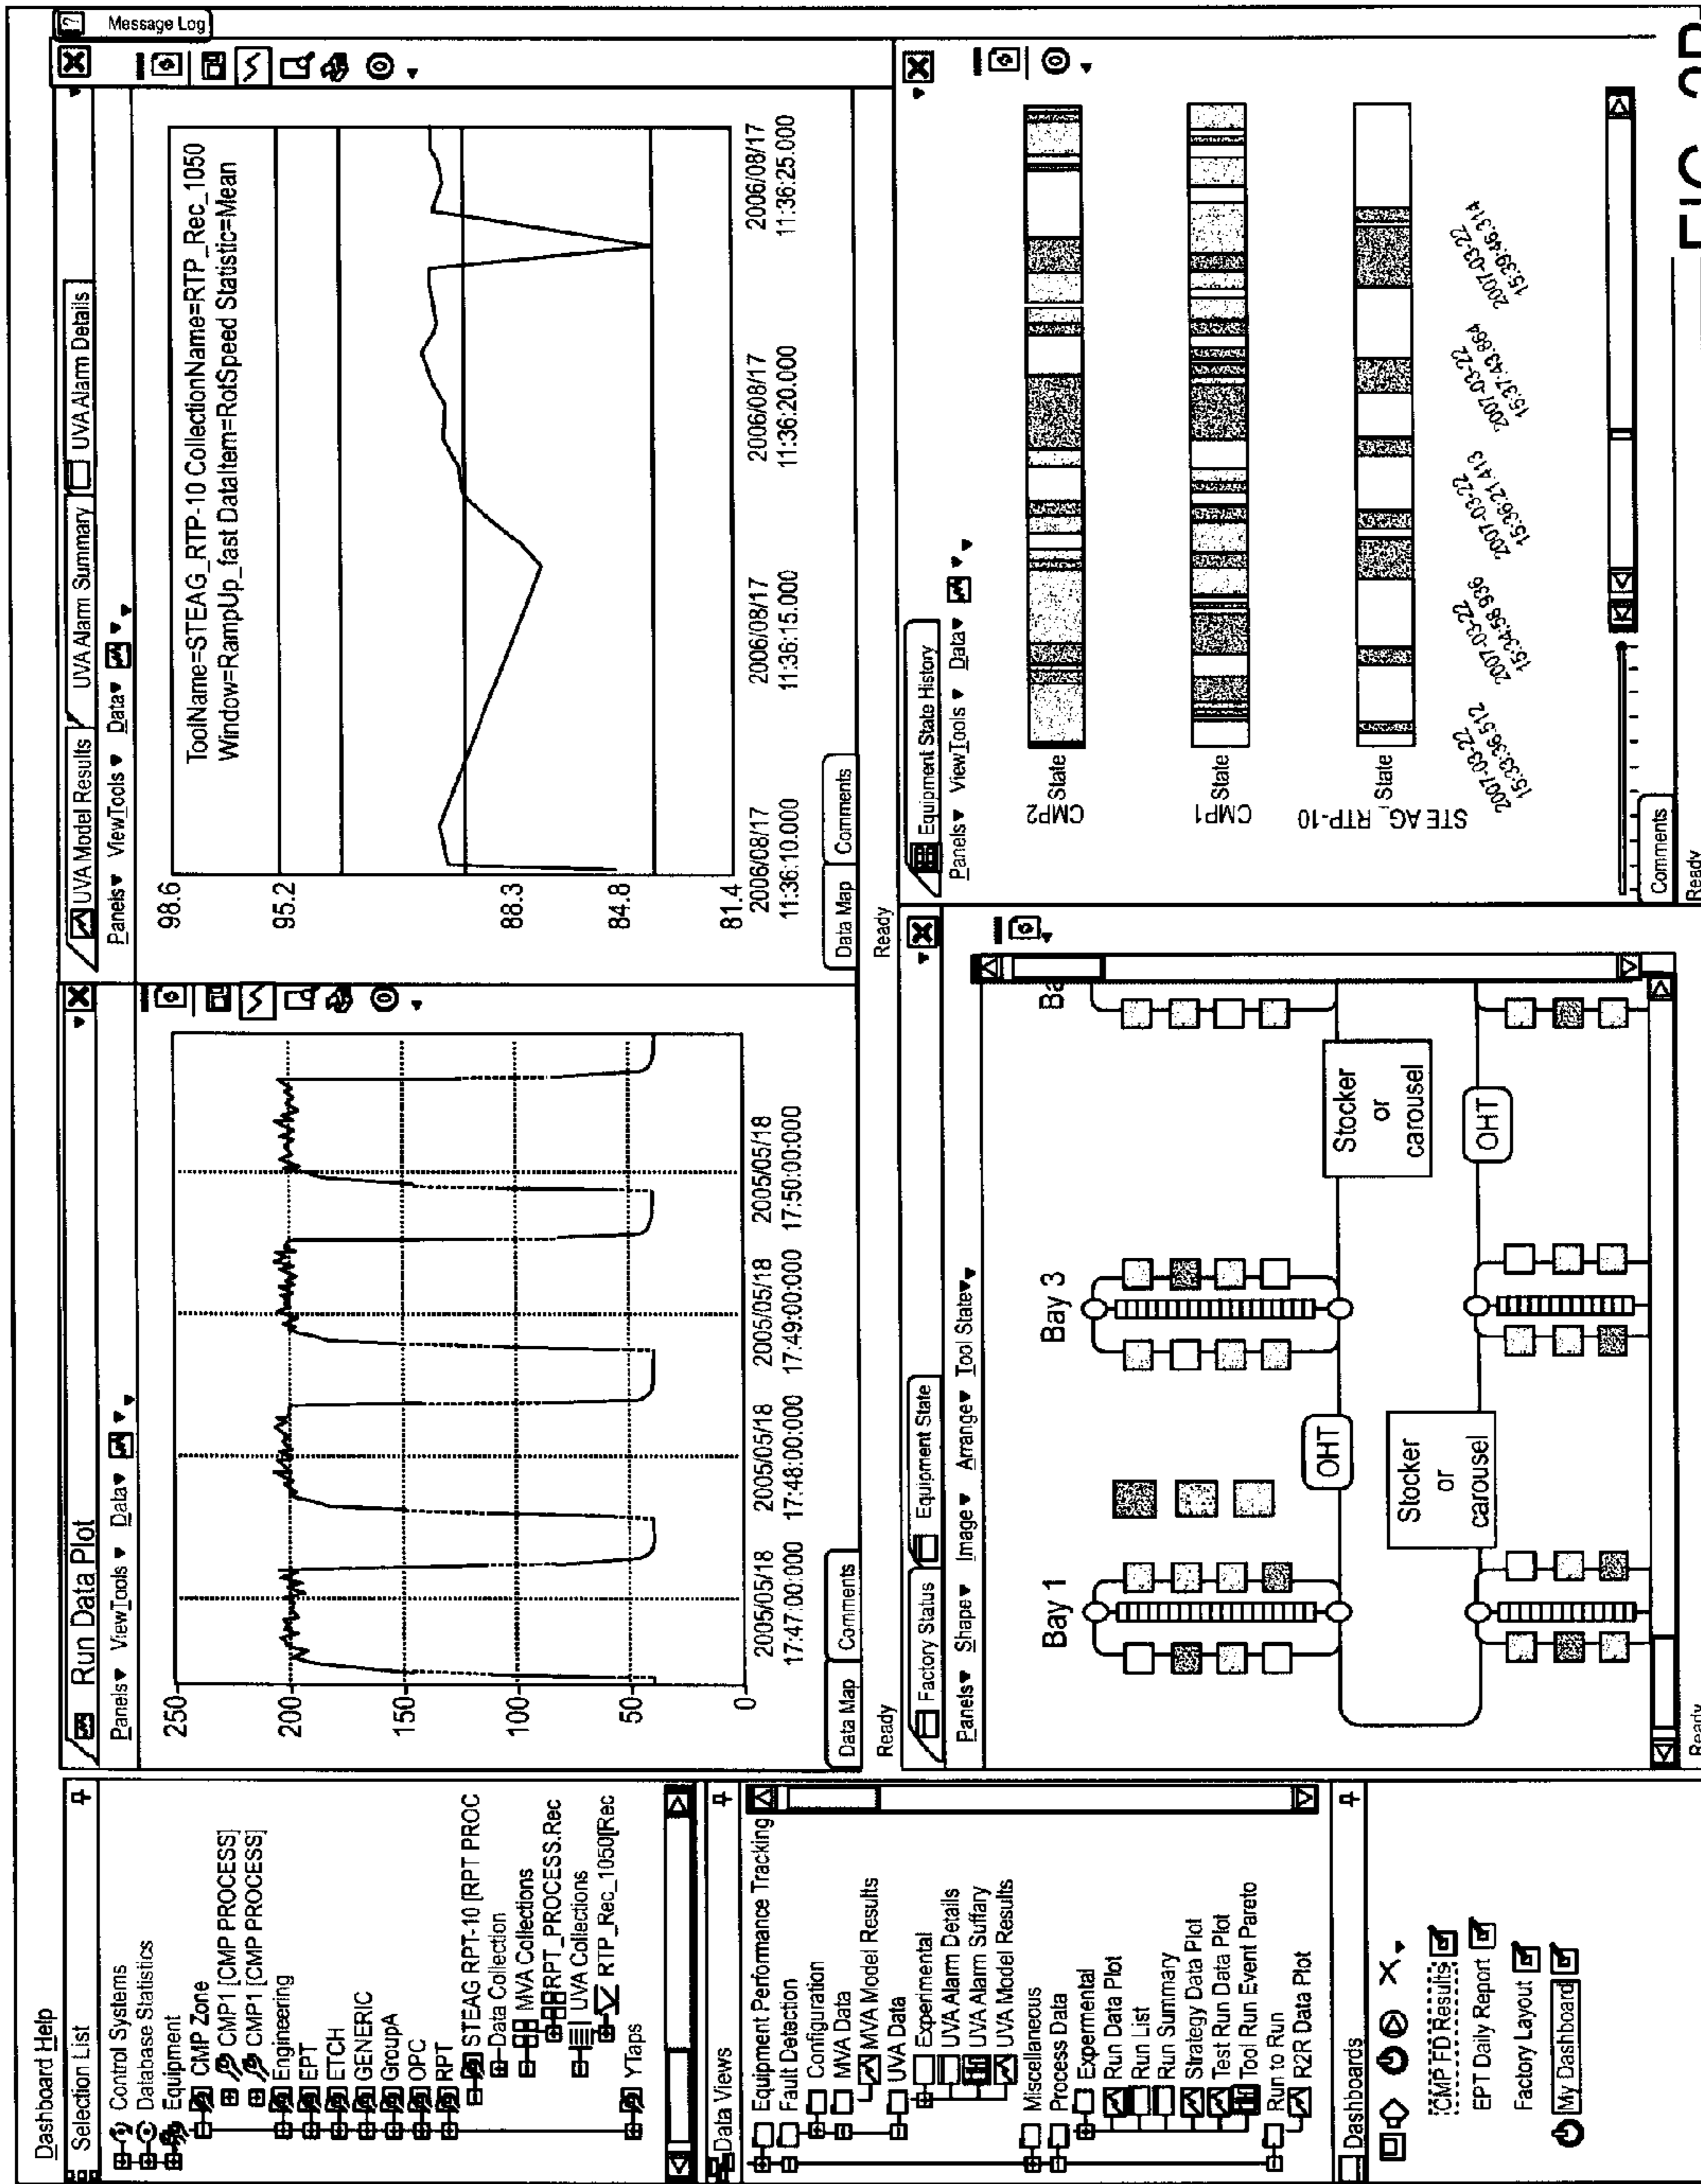 Dashboard Help
Selection List
Control Systems
Database Statistics
Equipment
CMP Zone
CMP1 [CMP PROCESS]
CMP1 [CMP PROCESS]
Engineering
EPT
ETCH
GENERIC
GroupA
OPC
RPT
STEAG RPT-10 [RPT PROC
Data Collection
MVA Collections
RPT_PROCESS.Rec
UVA Collections
RTP_Rec_1050[Rec
YTaps
Data Views
Equipment Performance Tracking
Fault Detection
Configuration
MVA Data
MVA Model Results
UVA Data
Experimental
UVA Alarm Details
UVA Alarm Suffary
UVA Model Results
Miscellaneous
Process Data
Experimental
Run Data Plot
Run List
Run Summary
Strategy Data Plot
Test Run Data Plot
Tool Run Event Pareto
Run to Run
R2R Data Plot
Dashboards
CMP FD Results
EPT Daily Report
Factory Layout
My Dashboard
Run Data Plot
Panels ViewTools Data
250
200
150
100
50
0
2005/05/18 2005/05/18 2005/05/18 2005/05/18
17:47:00:000 17:48:00:000 17:49:00:000 17:50:00:000
Data Map Comments
Ready
UVA Model Results UVA Alarm Summary UVA Alarm Details
Panels ViewTools Data
ToolName=STEAG_RTP-10 CollectionName=RTP_Rec_1050
Window=RampUp_fast DataItem=RotSpeed Statistic=Mean
98.6
95.2
88.3
84.8
81.4
2006/08/17 2006/08/17 2006/08/17 2006/08/17
11:36:10.000 11:36:15.000 11:36:20.000 11:36:25.000
Data Map Comments
Ready
Message Log
Factory Status Equipment State
Panels Shape Image Arrange Tool State
Bay 1 Bay 3 Ba
OHT
Stocker
or
carousel
Stocker
or
carousel
OHT
Ready
Equipment State History
Panels ViewTools Data
CMP2 State
CMP1 State
STEAG_RTP-10 State
2007-03-22
15:33:36.512
2007-03-22
15:34:58.936
2007-03-22
15:36:21.413
2007-03-22
15:37:43.864
2007-03-22
15:39:46.314
Comments
Ready